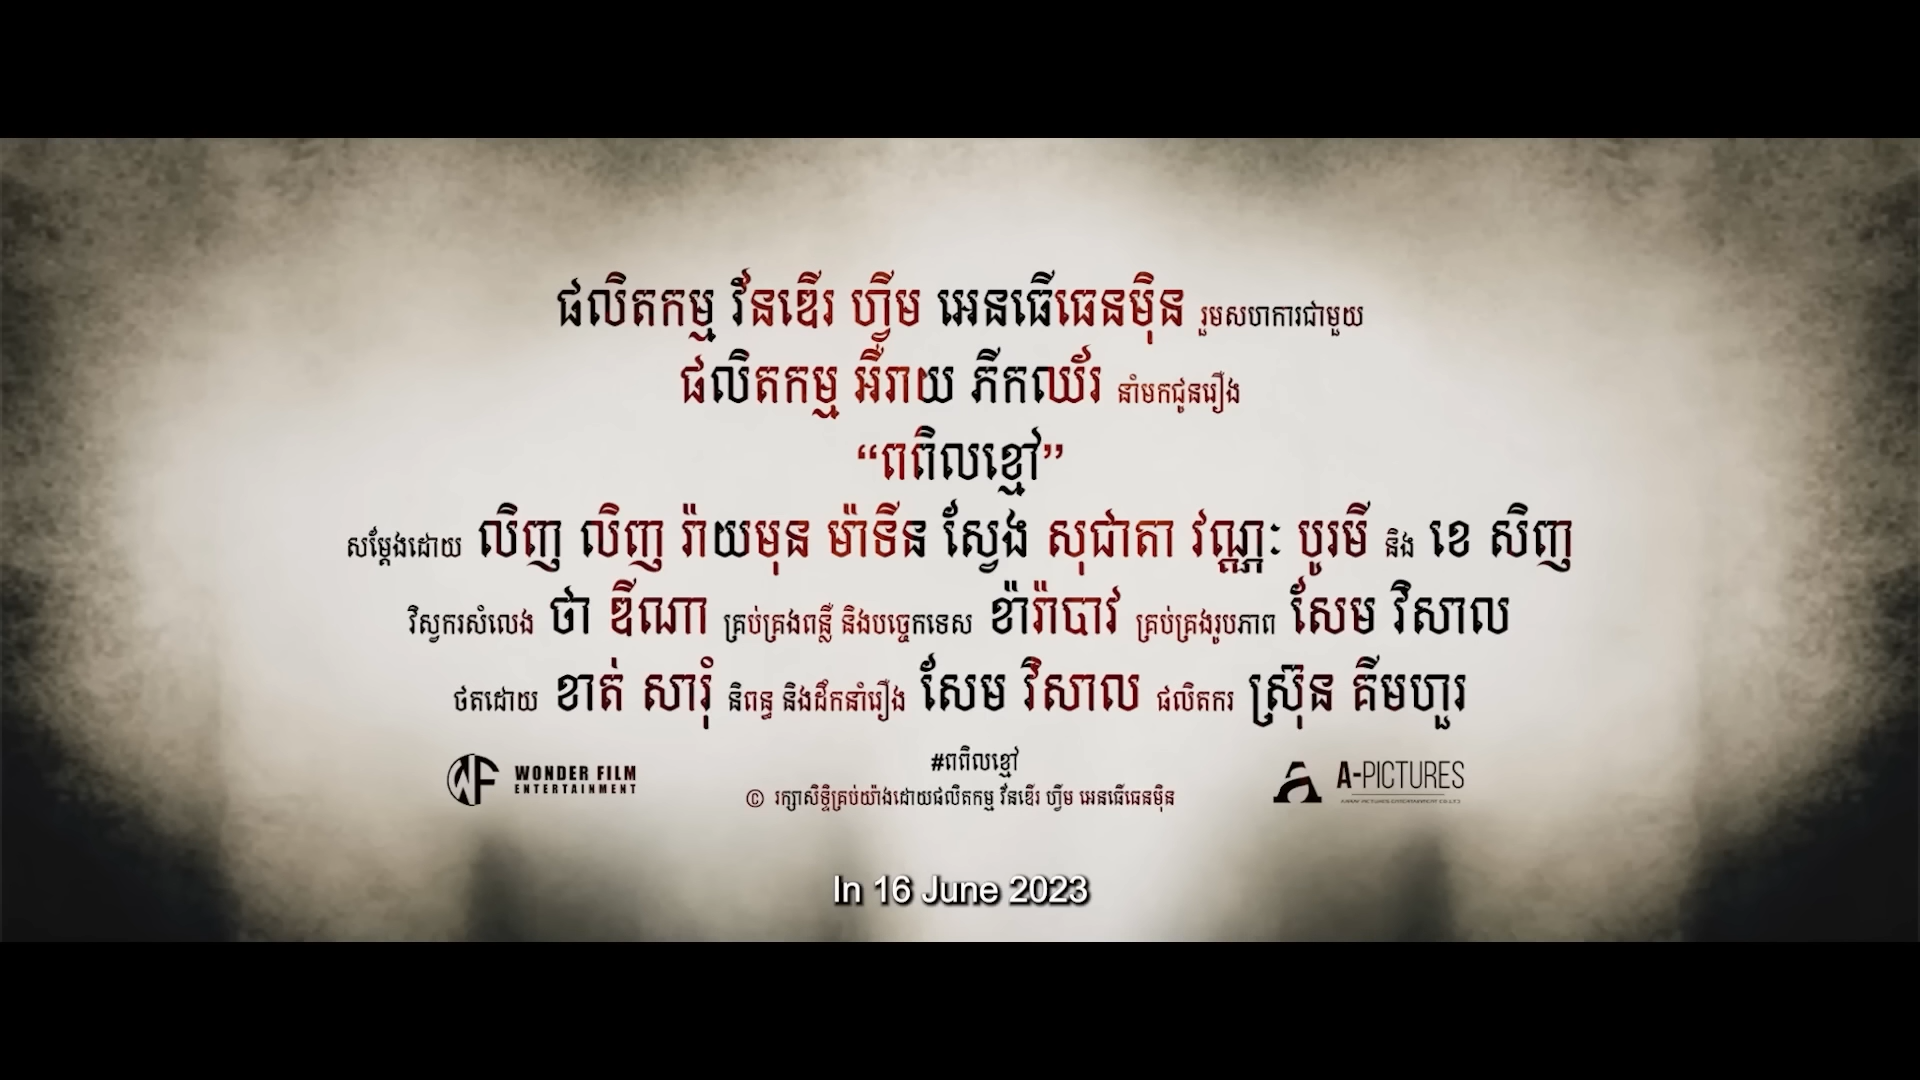 ផលិតកម្ម វ័នឌើរ ហ្វីម អេនធើធេនម៉ិន រួមសហការជាមួយ
ផលិតកម្ម អីរ៉ាយ ភីកឈ័រ នាំមកជូនរឿង
“ពពិលខ្មៅ”
សម្ដែងដោយ លិញ លិញ រ៉ាយមុន ម៉ាទីន ស្វែង សុជាតា វណ្ណៈ បូរមី និង ខេ សិញ
វិស្វករសំលេង ថា ឌីណា គ្រប់គ្រងពន្លឺ និងបច្ចេកទេស ខ៉ារ៉ាបាវ គ្រប់គ្រងរូបភាព សែម វិសាល
ថតដោយ ខាត់ សារុំ និពន្ធ និងដឹកនាំរឿង សែម វិសាល ផលិតករ ស្រ៊ុន គីមហួរ
#ពពិលខ្មៅ
WF WONDER FILM
ENTERTAINMENT
© រក្សាសិទ្ធិគ្រប់យ៉ាងដោយផលិតកម្ម វ័នឌើរ ហ្វីម អេនធើធេនម៉ិន
A-PICTURES
In 16 June 2023